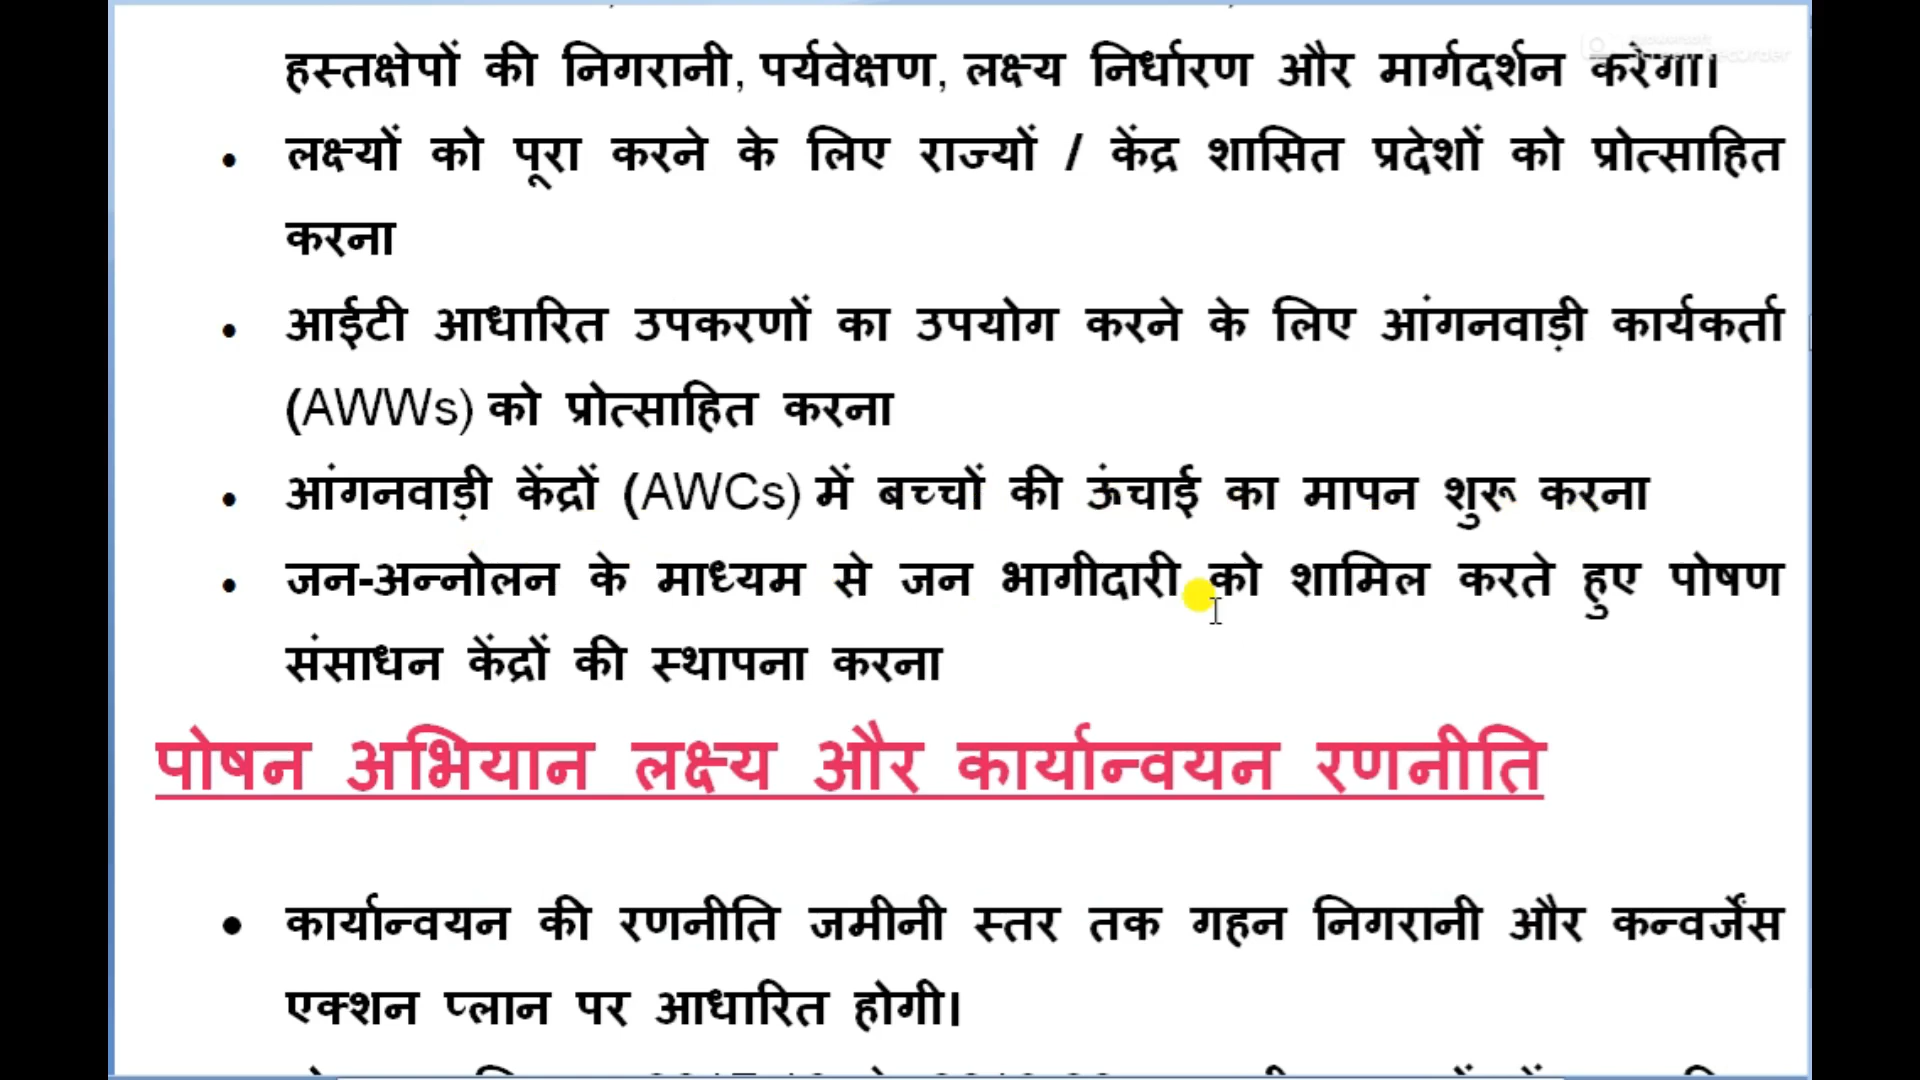 हस्तक्षेपों की निगरानी, पर्यवेक्षण, लक्ष्य निर्धारण और मार्गदर्शन करेगा।
• लक्ष्यों को पूरा करने के लिए राज्यों / केंद्र शासित प्रदेशों को प्रोत्साहित
करना
• आईटी आधारित उपकरणों का उपयोग करने के लिए आंगनवाड़ी कार्यकर्ता
(AWWs) को प्रोत्साहित करना
• आंगनवाड़ी केंद्रों (AWCs) में बच्चों की ऊंचाई का मापन शुरू करना
• जन-अन्नोलन के माध्यम से जन भागीदारी को शामिल करते हुए पोषण
संसाधन केंद्रों की स्थापना करना
पोषन अभियान लक्ष्य और कार्यान्वयन रणनीति
• कार्यान्वयन की रणनीति जमीनी स्तर तक गहन निगरानी और कन्वर्जेंस
एक्शन प्लान पर आधारित होगी।